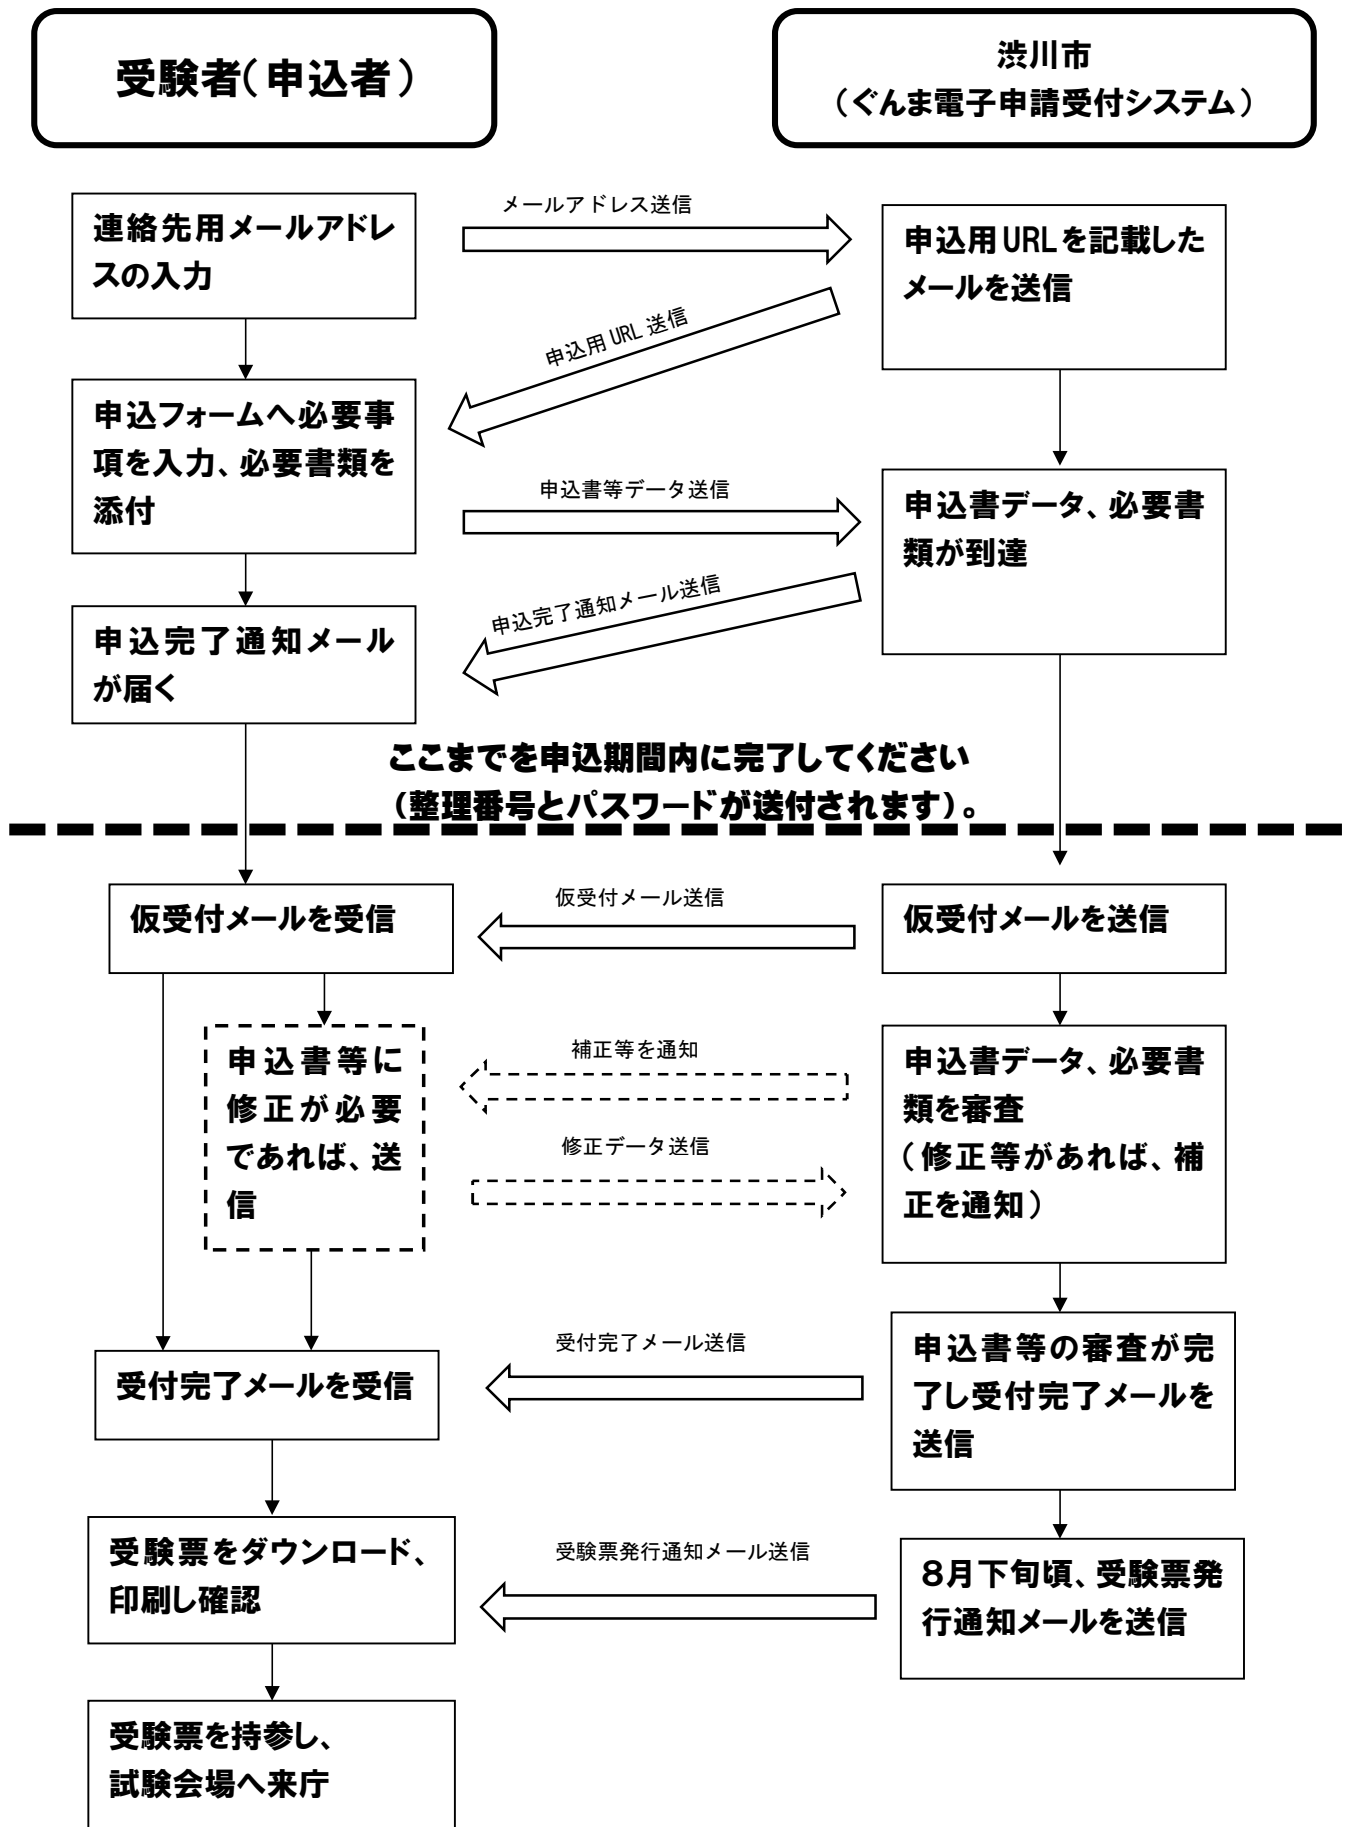 受験者（申込者）
渋川市
（ぐんま電子申請受付システム）
連絡先用メールアドレ
スの入力
メールアドレス送信
申込用URLを記載した
メールを送信
申込用URL送信
申込フォームへ必要事
項を入力、必要書類を
添付
申込書等データ送信
申込書データ、必要書
類が到達
申込完了通知メール送信
申込完了通知メール
が届く
ここまでを申込期間内に完了してください
（整理番号とパスワードが送付されます）。
仮受付メールを受信
仮受付メール送信
仮受付メールを送信
申込書等に
修正が必要
であれば、送
信
補正等を通知
修正データ送信
申込書データ、必要書
類を審査
（修正等があれば、補
正を通知）
受付完了メールを受信
受付完了メール送信
申込書等の審査が完
了し受付完了メールを
送信
受験票をダウンロード、
印刷し確認
受験票発行通知メール送信
８月下旬頃、受験票発
行通知メールを送信
受験票を持参し、
試験会場へ来庁